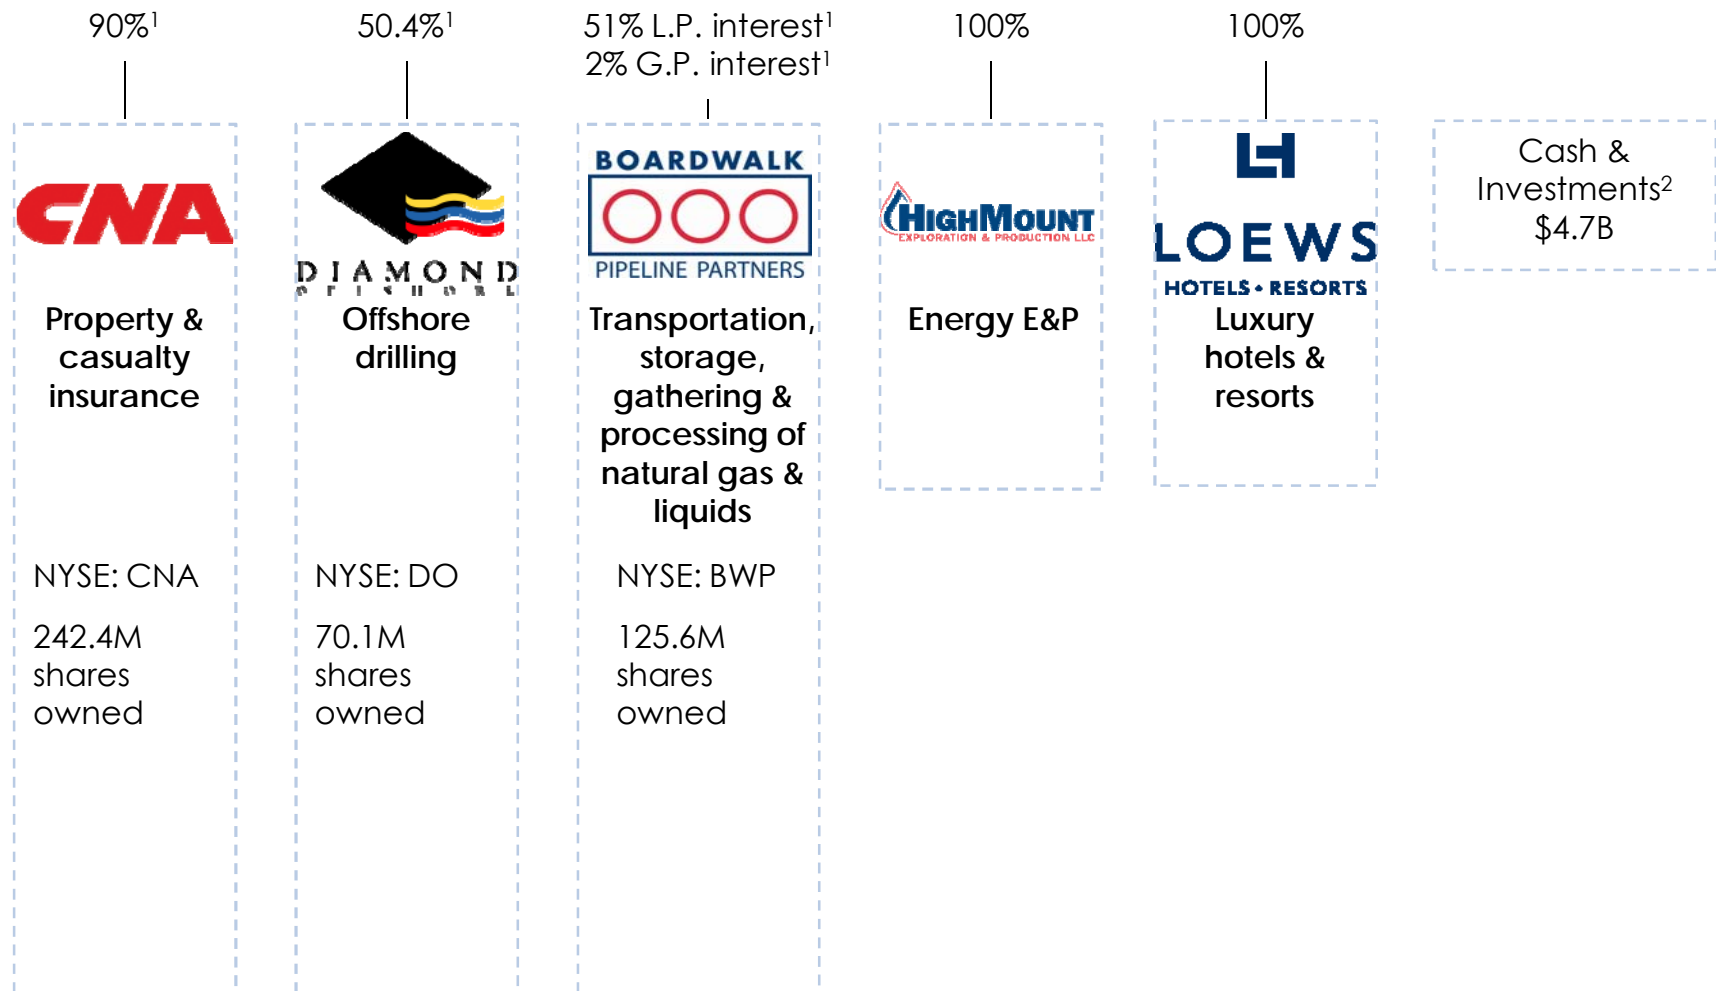 90%¹
50.4%¹
51% L.P. interest¹
2% G.P. interest¹
100%
100%
CNA
Property &
casualty
insurance
NYSE: CNA
242.4M
shares
owned
DIAMOND
OFFSHORE
Offshore
drilling
NYSE: DO
70.1M
shares
owned
BOARDWALK
PIPELINE PARTNERS
Transportation,
storage,
gathering &
processing of
natural gas &
liquids
NYSE: BWP
125.6M
shares
owned
HIGHMOUNT
EXPLORATION & PRODUCTION LLC
Energy E&P
LOEWS
HOTELS • RESORTS
Luxury
hotels &
resorts
Cash &
Investments²
$4.7B